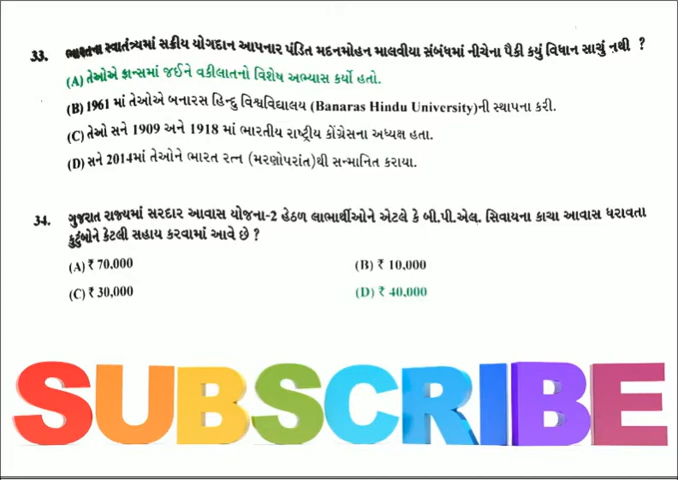 33. ભારતના સ્વાતંત્ર્યમાં સક્રીય યોગદાન આપનાર પંડિત મદનમોહન માલવીયા સંબંધમાં નીચેના પૈકી કયું વિધાન સાચું નથી ?
(A) તેઓએ ફ્રાન્સમાં જઈને વકીલાતનો વિશેષ અભ્યાસ કર્યો હતો.
(B) 1961 માં તેઓએ બનારસ હિન્દુ વિશ્વવિદ્યાલય (Banaras Hindu University)ની સ્થાપના કરી.
(C) તેઓ સને 1909 અને 1918 માં ભારતીય રાષ્ટ્રીય કોંગ્રેસના અધ્યક્ષ હતા.
(D) સને 2014માં તેઓને ભારત રત્ન (મરણોપરાંત)થી સન્માનિત કરાયા.
34. ગુજરાત રાજ્યમાં સરદાર આવાસ યોજના-2 હેઠળ લાભાર્થીઓને એટલે કે બી.પી.એલ. સિવાયના કાચા આવાસ ધરાવતા
કુટુંબોને કેટલી સહાય કરવામાં આવે છે ?
(A) ₹ 70,000 (B) ₹ 10,000
(C) ₹ 30,000 (D) ₹ 40,000
SUBSCRIBE